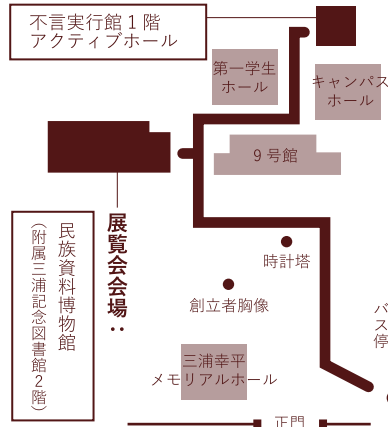 不言実行館１階
アクティブホール
第一学生
ホール
キャンパス
ホール
9 号館
展覧会会場：
民族資料博物館
（附属三浦記念図書館２階）
時計塔
創立者胸像
バス停
三浦幸平
メモリアルホール
正門